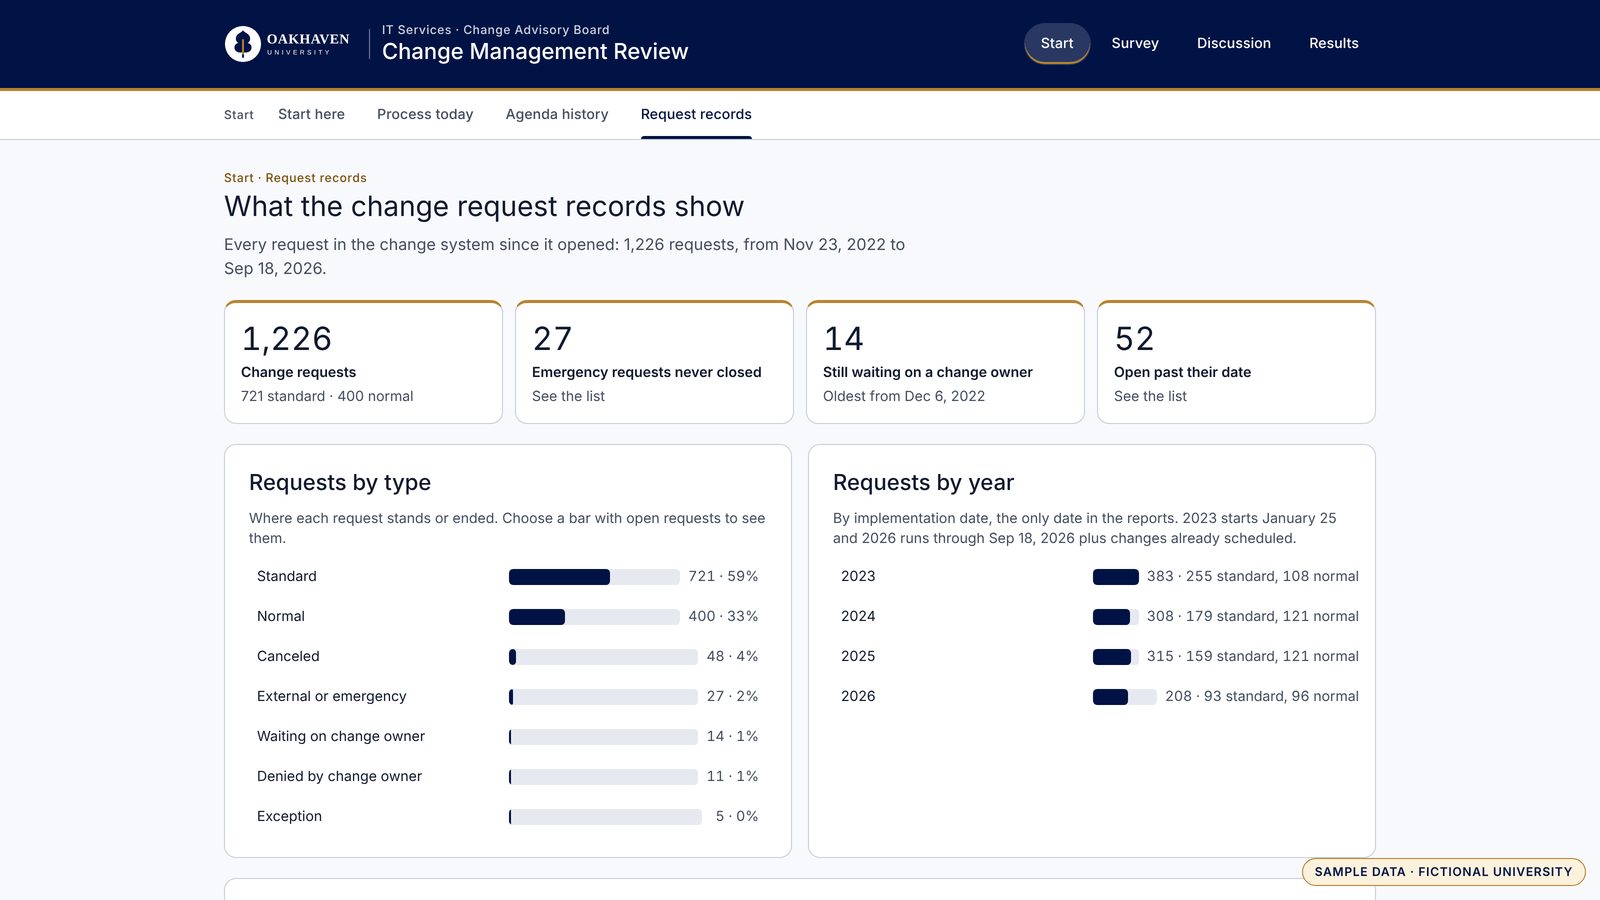 OAKHAVEN
UNIVERSITY
IT Services · Change Advisory Board
Change Management Review
Start
Survey
Discussion
Results
Start
Start here
Process today
Agenda history
Request records
Start · Request records
What the change request records show
Every request in the change system since it opened: 1,226 requests, from Nov 23, 2022 to
Sep 18, 2026.
1,226
Change requests
721 standard · 400 normal
27
Emergency requests never closed
See the list
14
Still waiting on a change owner
Oldest from Dec 6, 2022
52
Open past their date
See the list
Requests by type
Where each request stands or ended. Choose a bar with open requests to see
them.
Standard 721 · 59%
Normal 400 · 33%
Canceled 48 · 4%
External or emergency 27 · 2%
Waiting on change owner 14 · 1%
Denied by change owner 11 · 1%
Exception 5 · 0%
Requests by year
By implementation date, the only date in the reports. 2023 starts January 25
and 2026 runs through Sep 18, 2026 plus changes already scheduled.
2023 383 · 255 standard, 108 normal
2024 308 · 179 standard, 121 normal
2025 315 · 159 standard, 121 normal
2026 208 · 93 standard, 96 normal
SAMPLE DATA · FICTIONAL UNIVERSITY